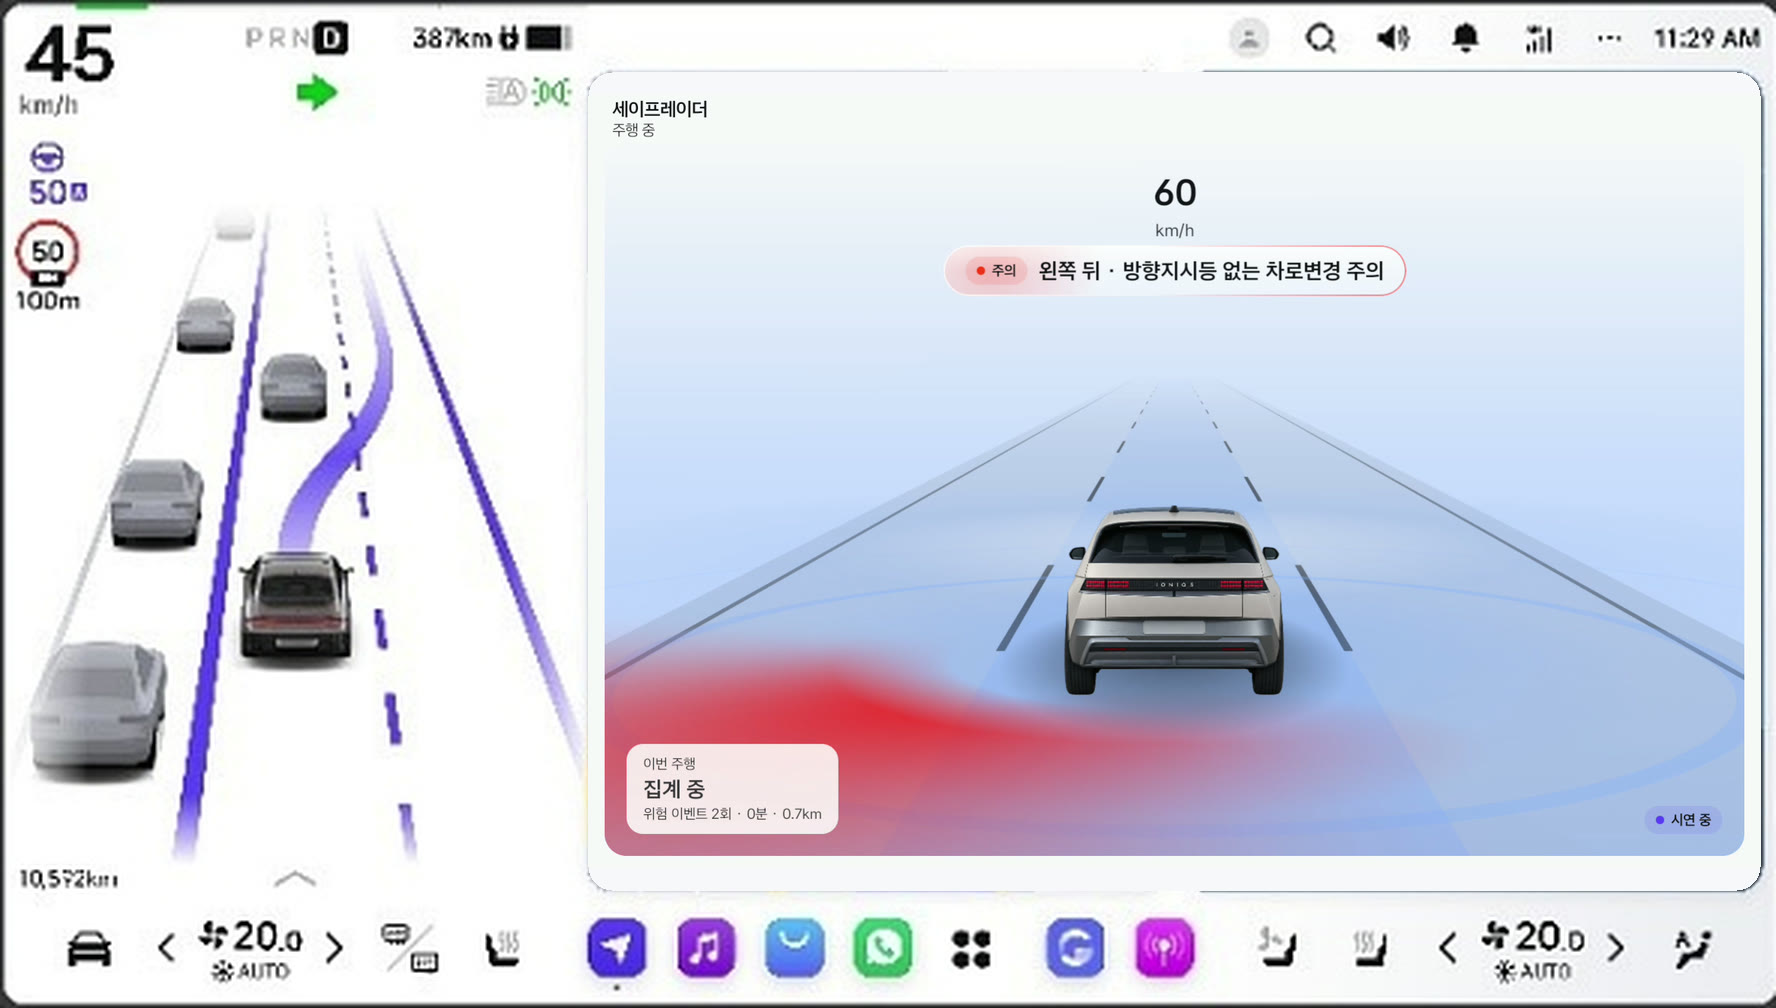 45
km/h
P R N D
387km
A
50 A
50
100m
10,592km
11:29 AM
세이프레이더
주행 중
60
km/h
주의 왼쪽 뒤 · 방향지시등 없는 차로변경 주의
IONIQ 5
이번 주행
집계 중
위험 이벤트 2회 · 0분 · 0.7km
시연 중
20.0
AUTO
20.0
AUTO